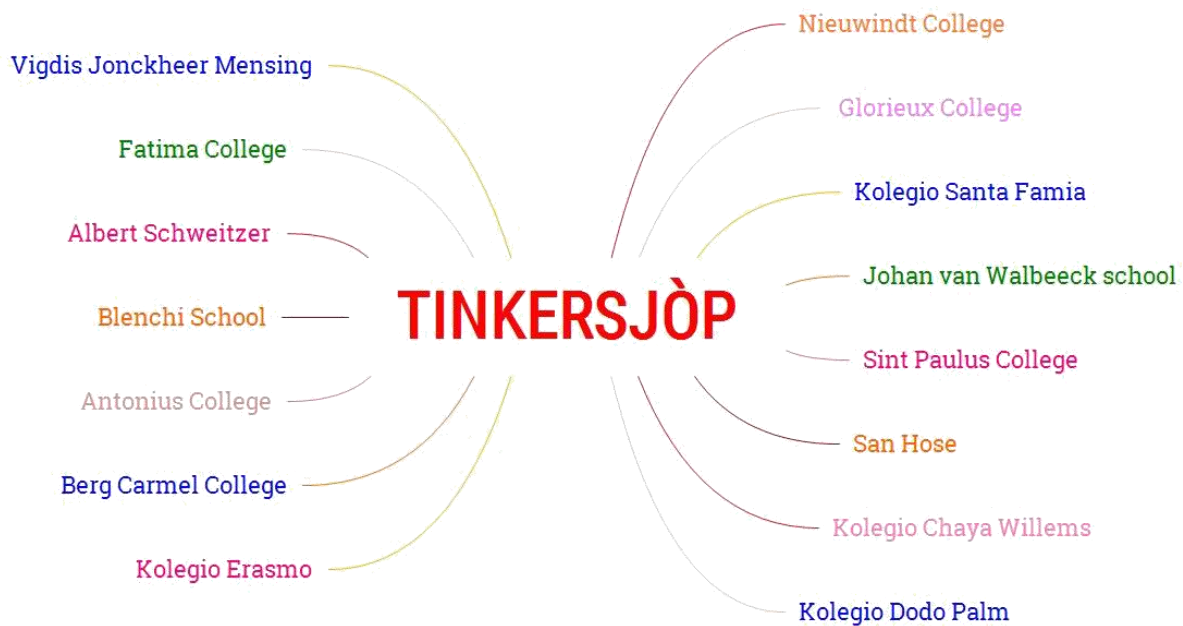 Vigdis Jonckheer Mensing
Fatima College
Albert Schweitzer
Blenchi School
Antonius College
Berg Carmel College
Kolegio Erasmo
TINKERSJÒP
Nieuwindt College
Glorieux College
Kolegio Santa Famia
Johan van Walbeeck school
Sint Paulus College
San Hose
Kolegio Chaya Willems
Kolegio Dodo Palm